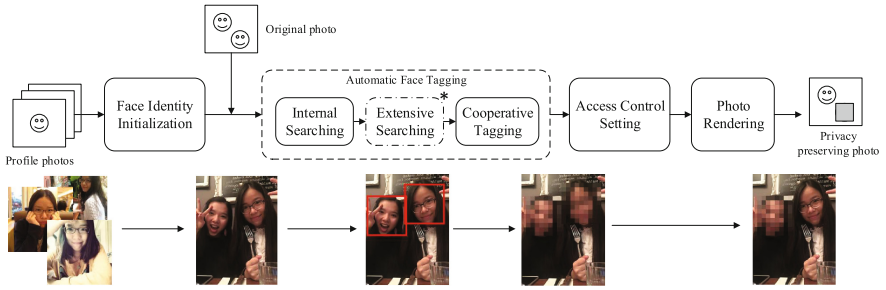 Original photo
Automatic Face Tagging
Face Identity
Initialization
Internal
Searching
Extensive
Searching
*
Cooperative
Tagging
Access Control
Setting
Photo
Rendering
Profile photos
Privacy
preserving photo